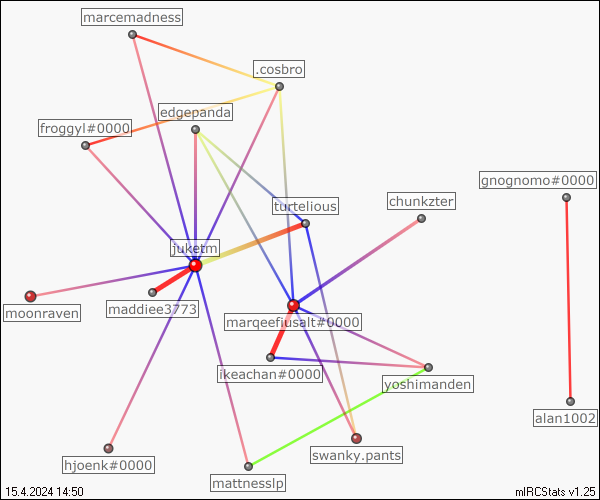 marcemadness
.cosbro
edgepanda
froggyl#0000
gnognomo#0000
chunkzter
turtelious
juketm
moonraven
maddiee3773
marqeefiusalt#0000
ikeachan#0000
yoshimanden
alan1002
swanky.pants
hjoenk#0000
mattnesslp
15.4.2024 14:50
mIRCStats v1.25